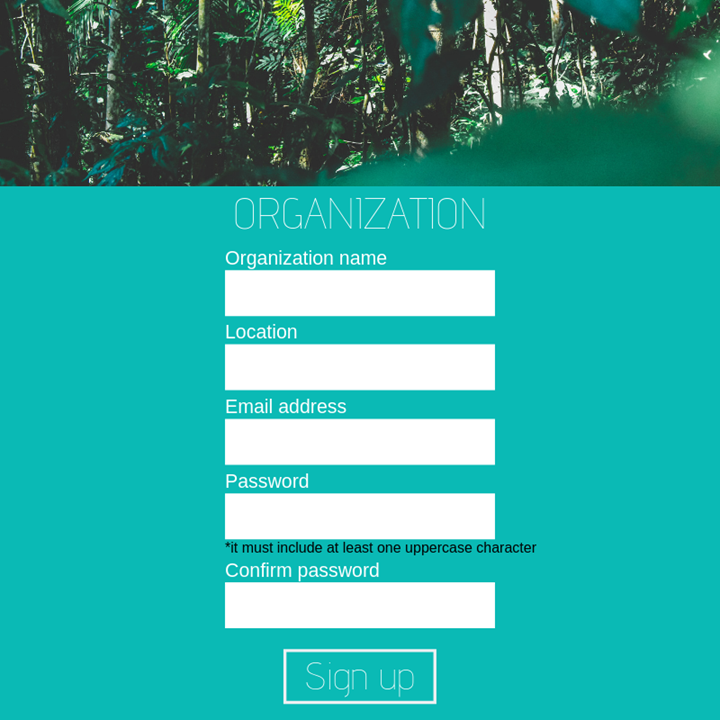 ORGANIZATION
Organization name
Location
Email address
Password
*it must include at least one uppercase character
Confirm password
Sign up